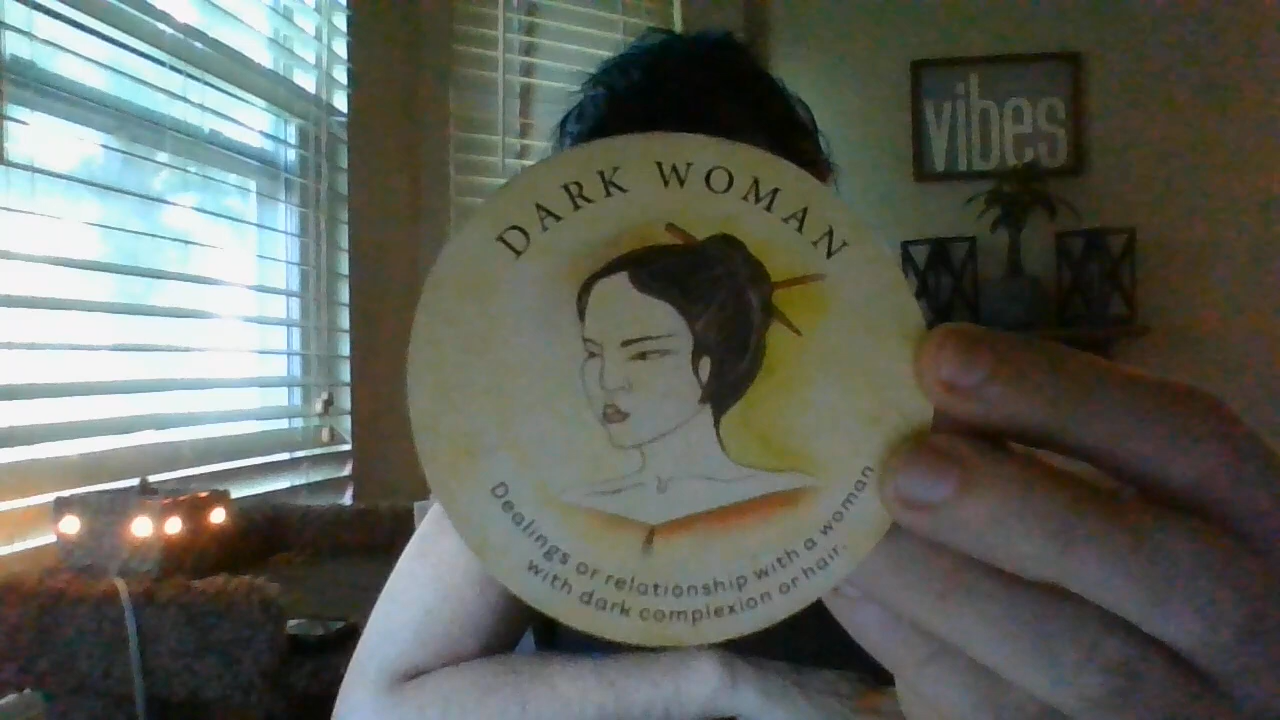 DARK WOMAN
Dealings or relationship with a woman
with dark complexion or hair.
vibes